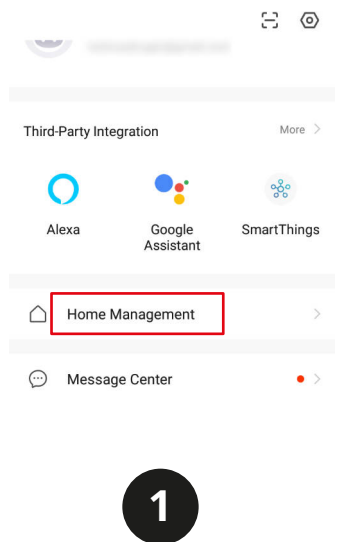 Third-Party Integration
More
Alexa
Google
Assistant
SmartThings
Home Management
Message Center
1